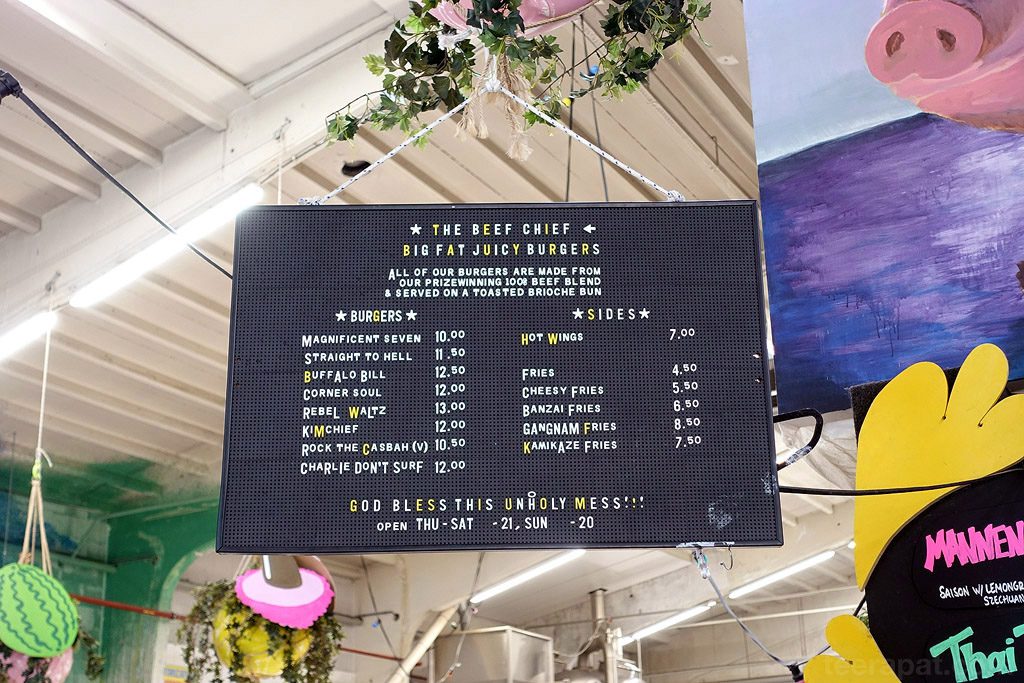 ★ THE BEEF CHIEF ←
BIG FAT JUICY BURGERS
ALL OF OUR BURGERS ARE MADE FROM
OUR PRIZEWINNING 100% BEEF BLEND
& SERVED ON A TOASTED BRIOCHE BUN
★ BURGERS ★
MAGNIFICENT SEVEN 10.00
STRAIGHT TO HELL 11.50
BUFFALO BILL 12.50
CORNER SOUL 12.00
REBEL WALTZ 13.00
KIMCHIEF 12.00
ROCK THE CASBAH (V) 10.50
CHARLIE DON'T SURF 12.00
★ SIDES ★
HOT WINGS 7.00
FRIES 4.50
CHEESY FRIES 5.50
BANZAI FRIES 6.50
GANGNAM FRIES 8.50
KAMIKAZE FRIES 7.50
GOD BLESS THIS UNHOLY MESS!!!
OPEN THU-SAT -21, SUN -20
MANNEN
SAISON W/ LEMONGR
SZECHUAN
Thai
teerapat.